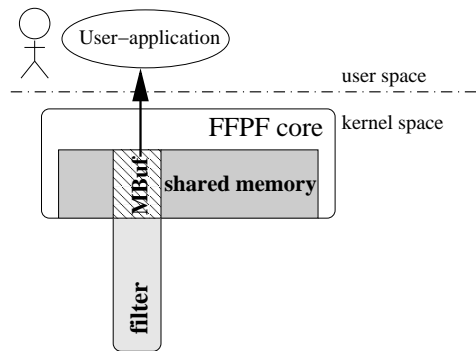 User-application
user space
FFPF core
kernel space
MBuf
shared memory
filter